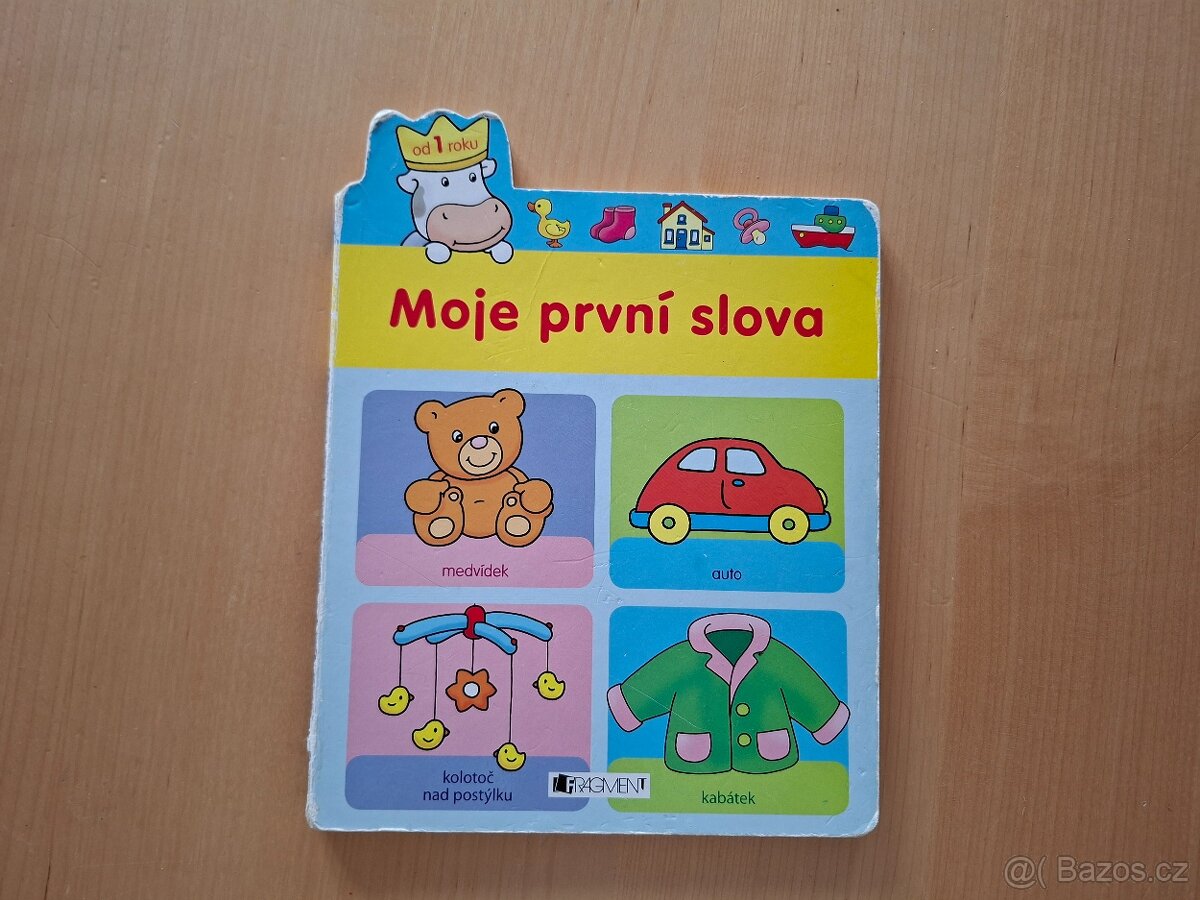 od 1 roku
Moje první slova
medvídek
auto
kolotoč
nad postýlku
FRAGMENT
kabátek
@( Bazos.cz